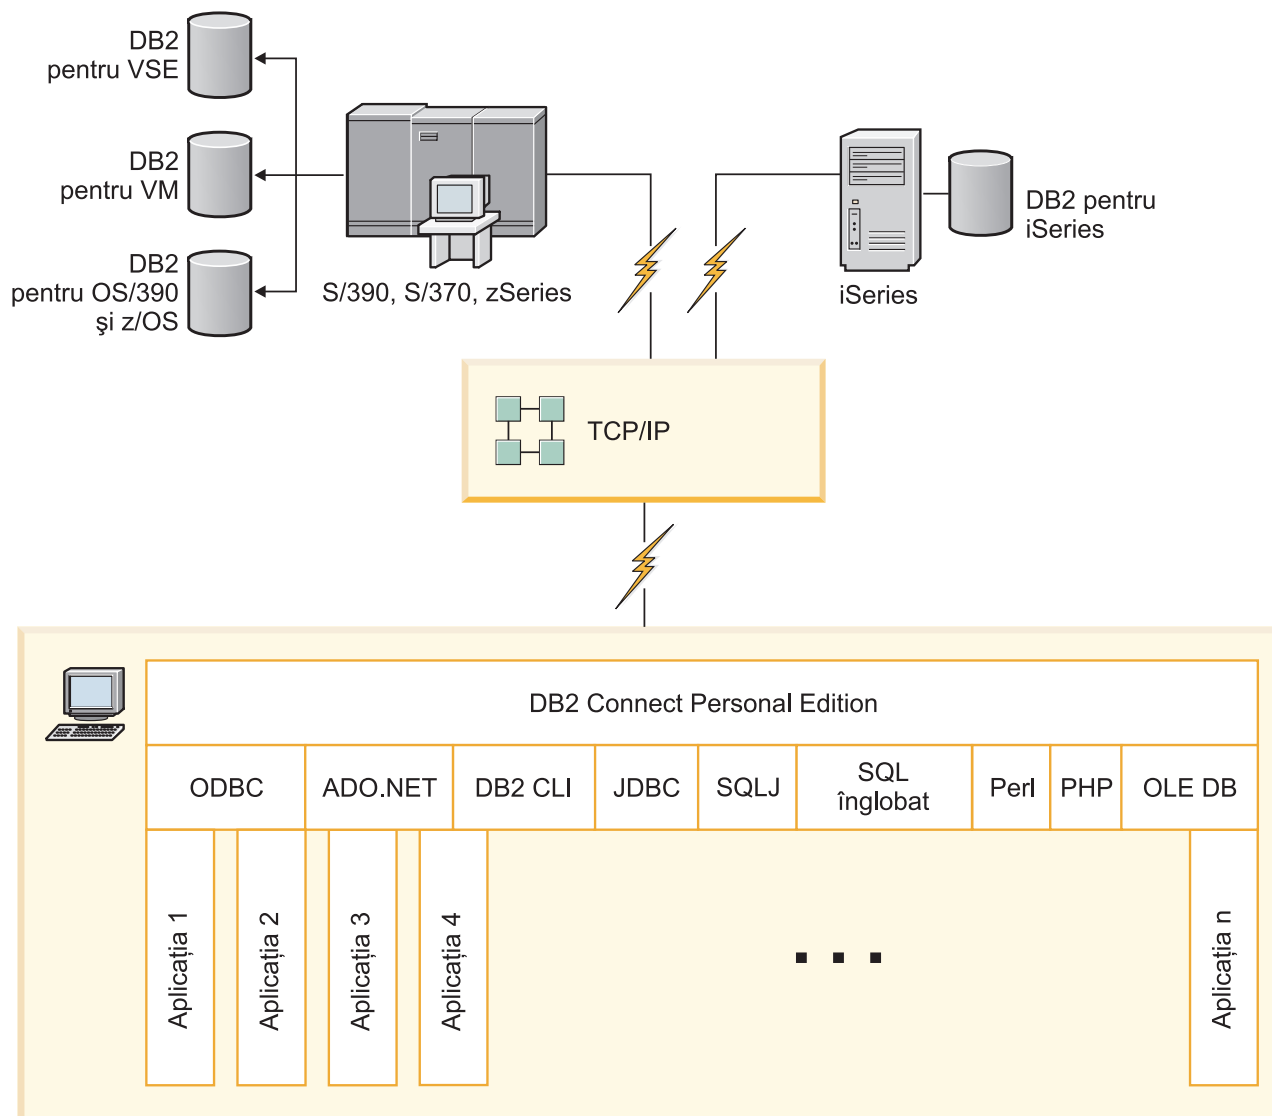 DB2
pentru VSE
DB2
pentru VM
DB2
pentru OS/390
şi z/OS
S/390, S/370, zSeries
iSeries
DB2 pentru
iSeries
TCP/IP
DB2 Connect Personal Edition
ODBC
ADO.NET
DB2 CLI
JDBC
SQLJ
SQL
înglobat
Perl
PHP
OLE DB
Aplicația 1
Aplicația 2
Aplicația 3
Aplicația 4
. . .
Aplicația n